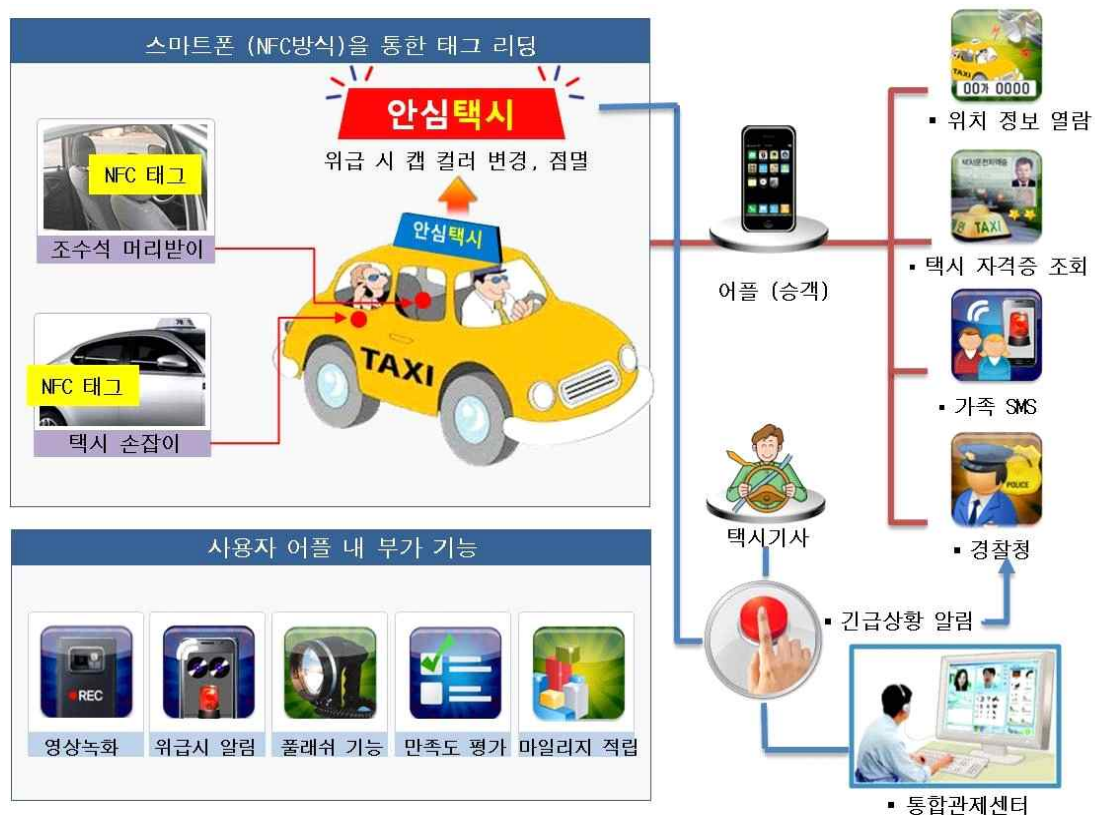 스마트폰 (NFC방식)을 통한 태그 리딩
안심택시
위급 시 캡 컬러 변경, 점멸
NFC 태그
조수석 머리받이
안심택시
NFC 태그
택시 손잡이
TAXI
어플 (승객)
TAXI
00가 0000
▪ 위치 정보 열람
TAXI
▪ 택시 자격증 조회
▪ 가족 SMS
POLICE
▪ 경찰청
택시기사
▪ 긴급상황 알림
▪ 통합관제센터
사용자 어플 내 부가 기능
REC
영상녹화
위급시 알림
풀래쉬 기능
만족도 평가
마일리지 적립